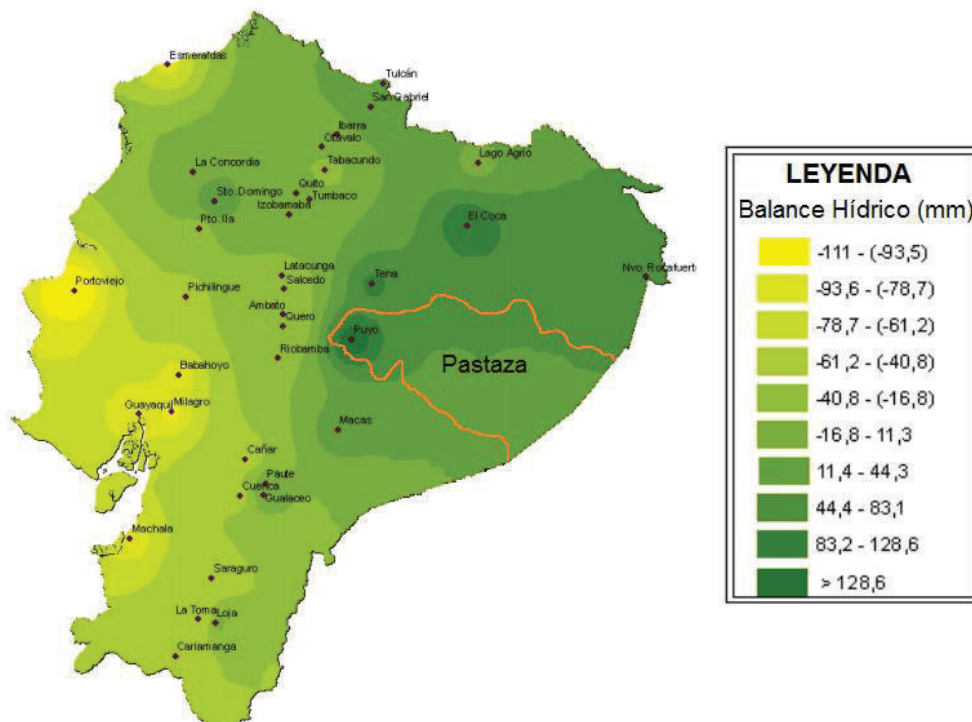 Esmeraldas
Tulcán
San Gabriel
Ibarra
Otavalo
La Concordia
Tabacundo
Lago Agrio
Quito
Sto. Domingo
Tumbaco
Izobamaba
Pto. Ila
El Coca
Latacunga
Tena
Nvo. Rocafuerte
Portoviejo
Pichilingue
Salcedo
Ambato
Quero
Puyo
Riobamba
Pastaza
Babahoyo
Guayaquil
Milagro
Macas
Cañar
Paute
Cuenca
Gualaceo
Machala
Saraguro
La Toma
Loja
Cariamanga
LEYENDA
Balance Hídrico (mm)
-111 - (-93,5)
-93,6 - (-78,7)
-78,7 - (-61,2)
-61,2 - (-40,8)
-40,8 - (-16,8)
-16,8 - 11,3
11,4 - 44,3
44,4 - 83,1
83,2 - 128,6
> 128,6